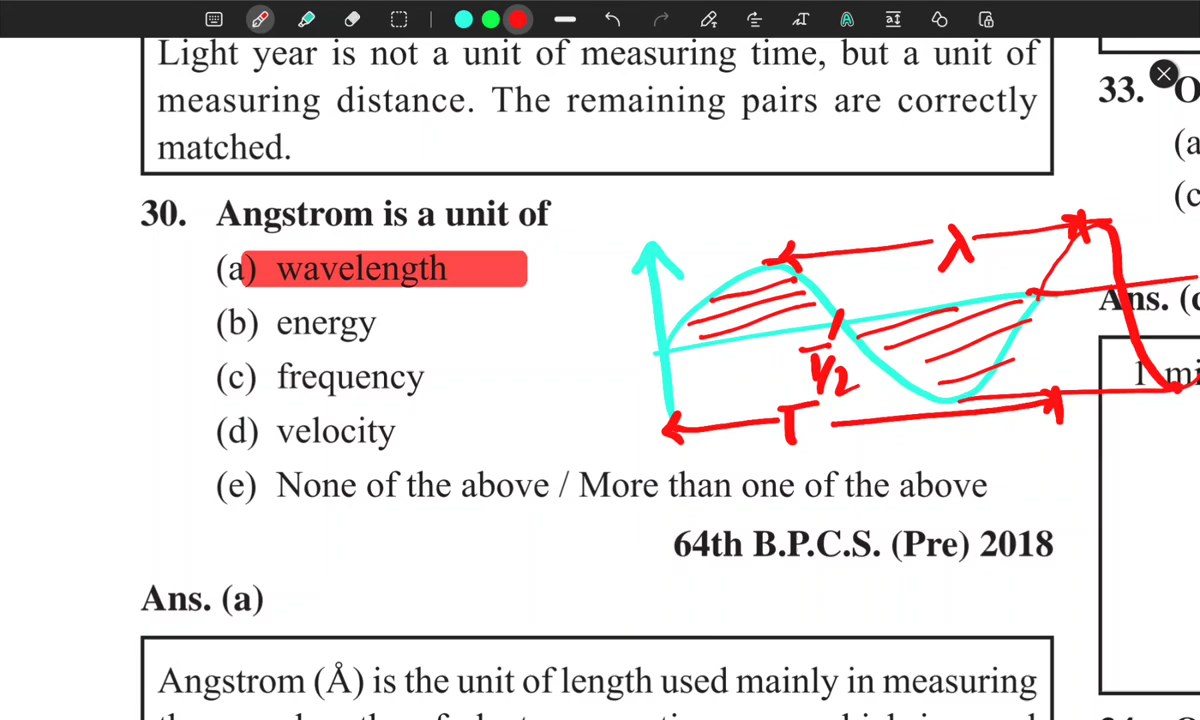 Light year is not a unit of measuring time, but a unit of
measuring distance. The remaining pairs are correctly
matched.
30. Angstrom is a unit of
(a) wavelength
(b) energy
(c) frequency
(d) velocity
(e) None of the above / More than one of the above
64th B.P.C.S. (Pre) 2018
Ans. (a)
Angstrom (Å) is the unit of length used mainly in measuring
λ
T/2
T
33.
(a
(c
Ans. (c
1 mi